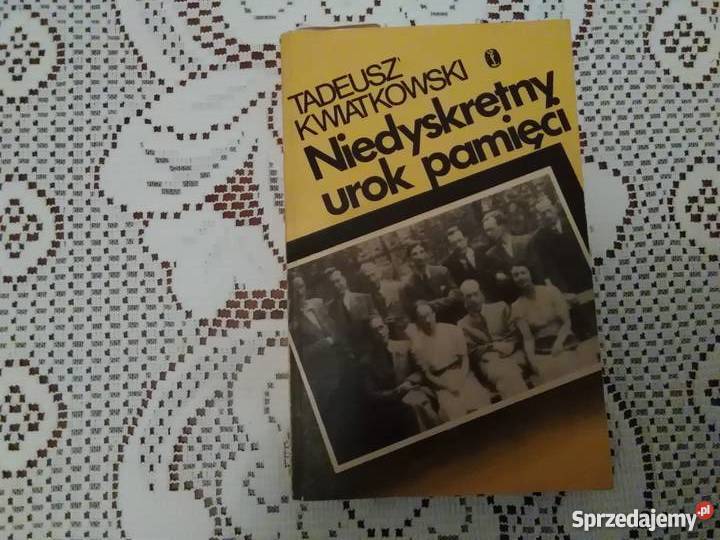 TADEUSZ
KWIATKOWSKI
Niedyskretny
urok pamięci
Sprzedajemy.pl